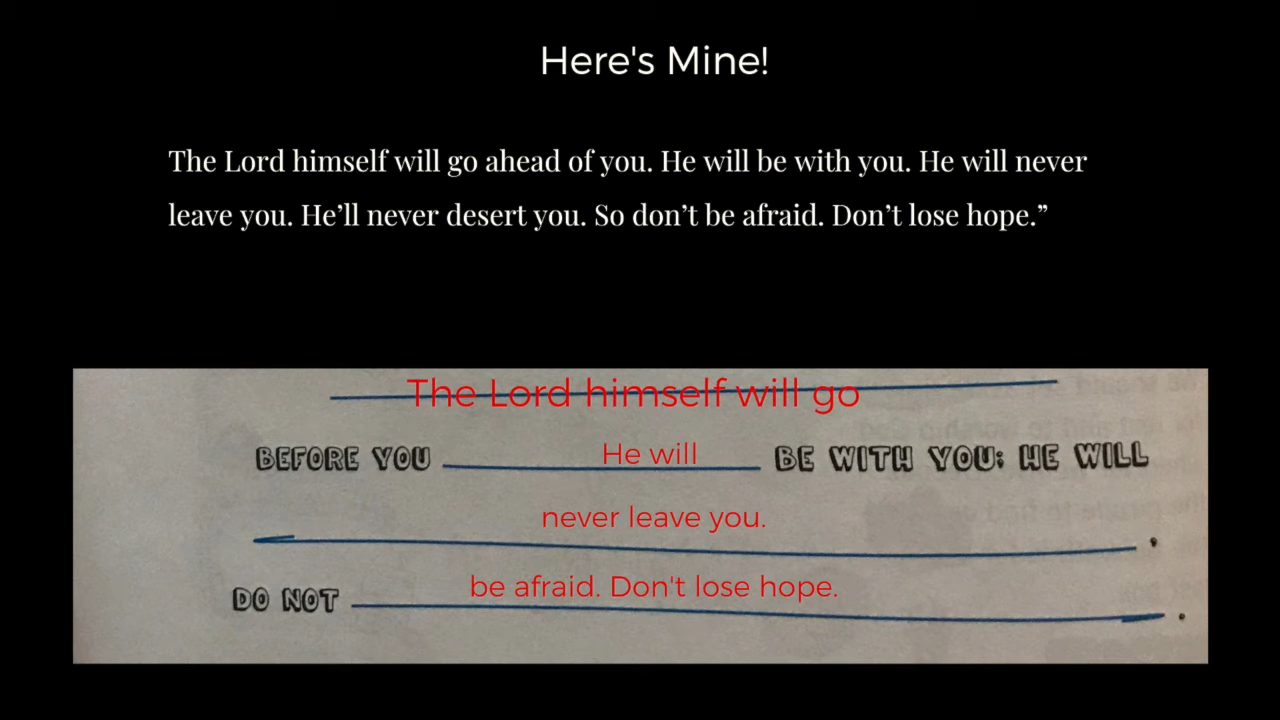 Here's Mine!
The Lord himself will go ahead of you. He will be with you. He will never
leave you. He’ll never desert you. So don’t be afraid. Don’t lose hope.”
The Lord himself will go
BEFORE YOU He will BE WITH YOU; HE WILL
never leave you. .
DO NOT be afraid. Don't lose hope. .